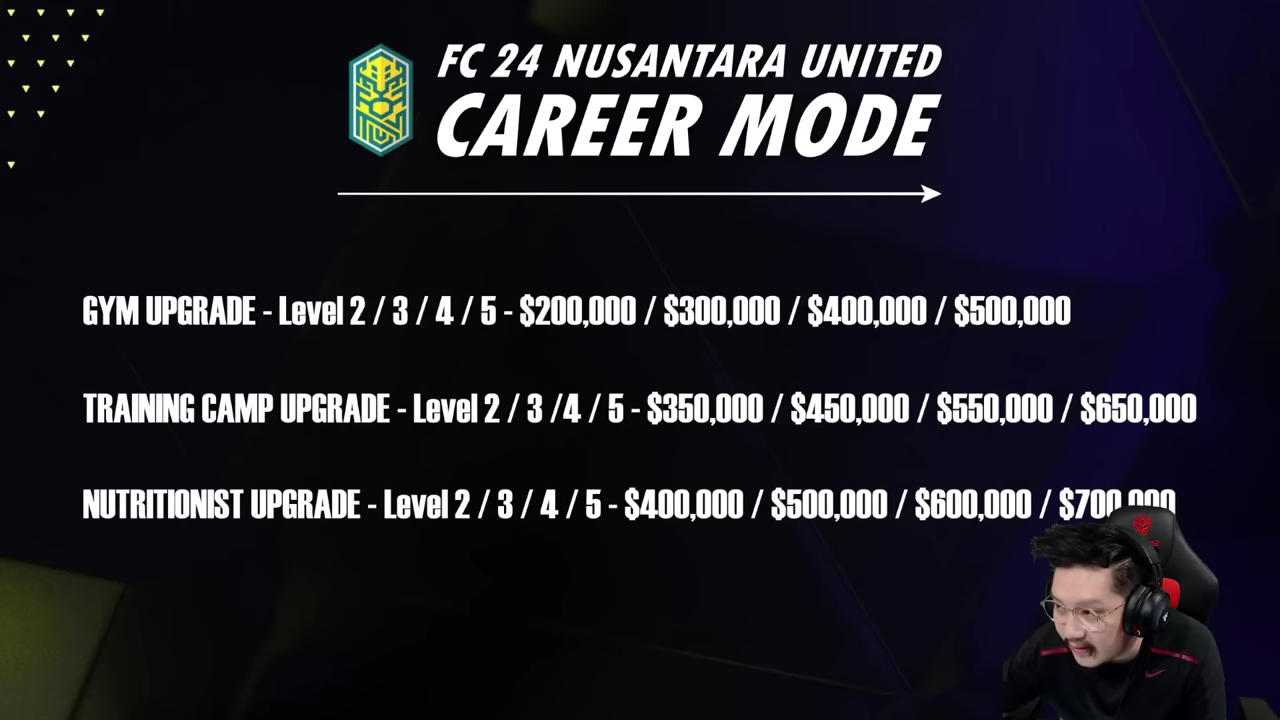 FC 24 NUSANTARA UNITED
CAREER MODE
GYM UPGRADE - Level 2 / 3 / 4 / 5 - $200,000 / $300,000 / $400,000 / $500,000
TRAINING CAMP UPGRADE - Level 2 / 3 /4 / 5 - $350,000 / $450,000 / $550,000 / $650,000
NUTRITIONIST UPGRADE - Level 2 / 3 / 4 / 5 - $400,000 / $500,000 / $600,000 / $700,000